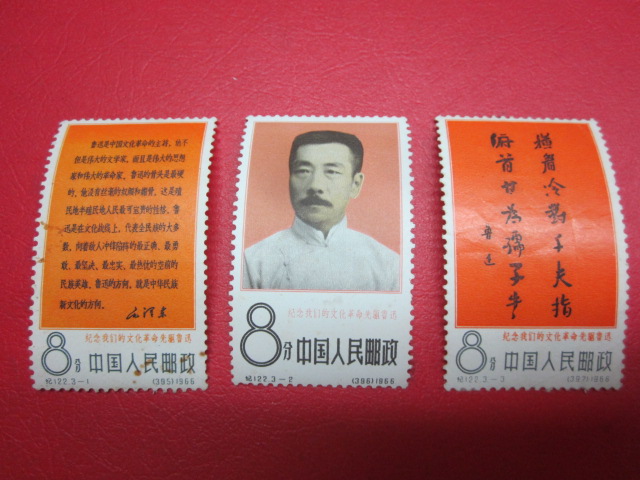 鲁迅是中国文化革命的主将，他不
但是伟大的文学家，而且是伟大的思想
家和伟大的革命家。鲁迅的骨头是最硬
的，他没有丝毫的奴颜和媚骨，这是殖
民地半殖民地人民最可宝贵的性格。鲁
迅是在文化战线上，代表全民族的大多
数，向着敌人冲锋陷阵的最正确、最勇
敢、最坚决、最忠实、最热忱的空前的
民族英雄。鲁迅的方向，就是中华民族
新文化的方向。
毛泽东
纪念我们的文化革命先驱鲁迅
8分 中国人民邮政
纪122.3-1 (385)1966
纪念我们的文化革命先驱鲁迅
8分 中国人民邮政
纪122.3-2 (386)1966
横眉冷对千夫指
俯首甘为孺子牛
鲁迅
纪念我们的文化革命先驱鲁迅
8分 中国人民邮政
纪122.3-3 (387)1966